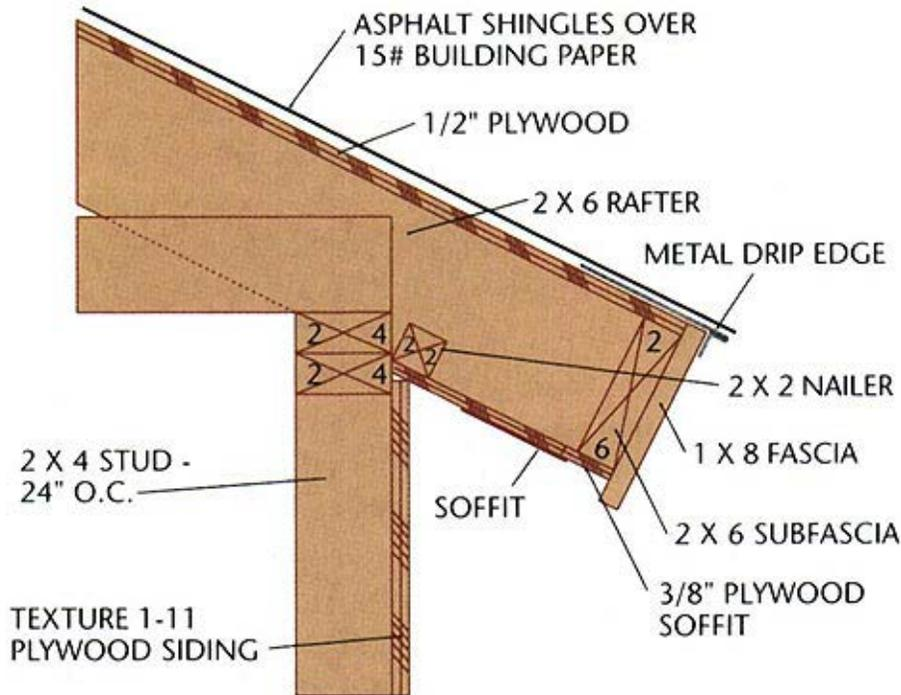 ASPHALT SHINGLES OVER
15# BUILDING PAPER
1/2" PLYWOOD
2 X 6 RAFTER
METAL DRIP EDGE
2
2 4
2 4
2
2
2 X 2 NAILER
6
1 X 8 FASCIA
2 X 4 STUD -
24" O.C.
SOFFIT
2 X 6 SUBFASCIA
3/8" PLYWOOD
SOFFIT
TEXTURE 1-11
PLYWOOD SIDING